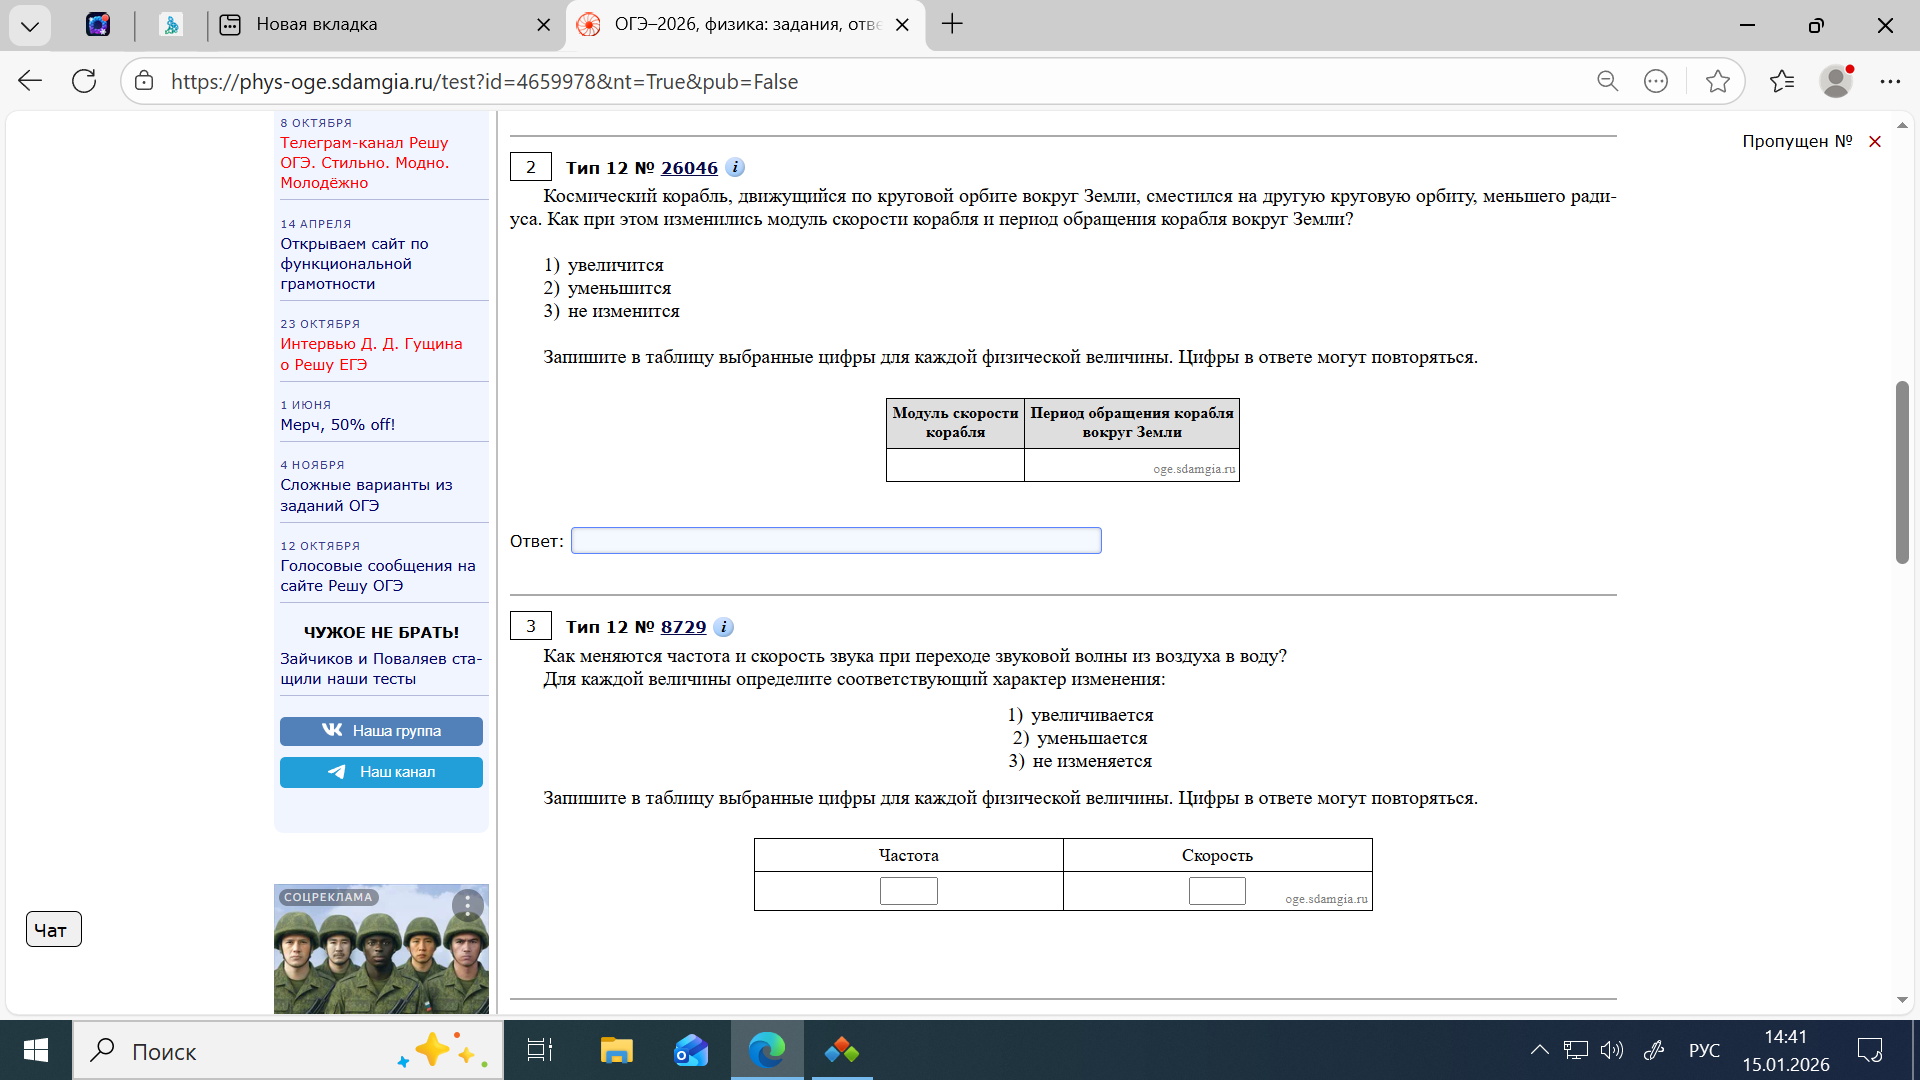 Новая вкладка
ОГЭ–2026, физика: задания, отве
https://phys-oge.sdamgia.ru/test?id=4659978&nt=True&pub=False
8 ОКТЯБРЯ
Телеграм-канал Решу
ОГЭ. Стильно. Модно.
Молодёжно
14 АПРЕЛЯ
Открываем сайт по
функциональной
грамотности
23 ОКТЯБРЯ
Интервью Д. Д. Гущина
о Решу ЕГЭ
1 ИЮНЯ
Мерч, 50% off!
4 НОЯБРЯ
Сложные варианты из
заданий ОГЭ
12 ОКТЯБРЯ
Голосовые сообщения на
сайте Решу ОГЭ
ЧУЖОЕ НЕ БРАТЬ!
Зайчиков и Поваляев ста-
щили наши тесты
Наша группа
Наш канал
СОЦРЕКЛАМА
Чат
Пропущен №
2 Тип 12 № 26046 i
Космический корабль, движущийся по круговой орбите вокруг Земли, сместился на другую круговую орбиту, меньшего ради-
уса. Как при этом изменились модуль скорости корабля и период обращения корабля вокруг Земли?
1) увеличится
2) уменьшится
3) не изменится
Запишите в таблицу выбранные цифры для каждой физической величины. Цифры в ответе могут повторяться.
Модуль скорости корабля
Период обращения корабля вокруг Земли
oge.sdamgia.ru
Ответ:
3 Тип 12 № 8729 i
Как меняются частота и скорость звука при переходе звуковой волны из воздуха в воду?
Для каждой величины определите соответствующий характер изменения:
1) увеличивается
2) уменьшается
3) не изменяется
Запишите в таблицу выбранные цифры для каждой физической величины. Цифры в ответе могут повторяться.
Частота Скорость
oge.sdamgia.ru
Поиск
РУС
14:41
15.01.2026